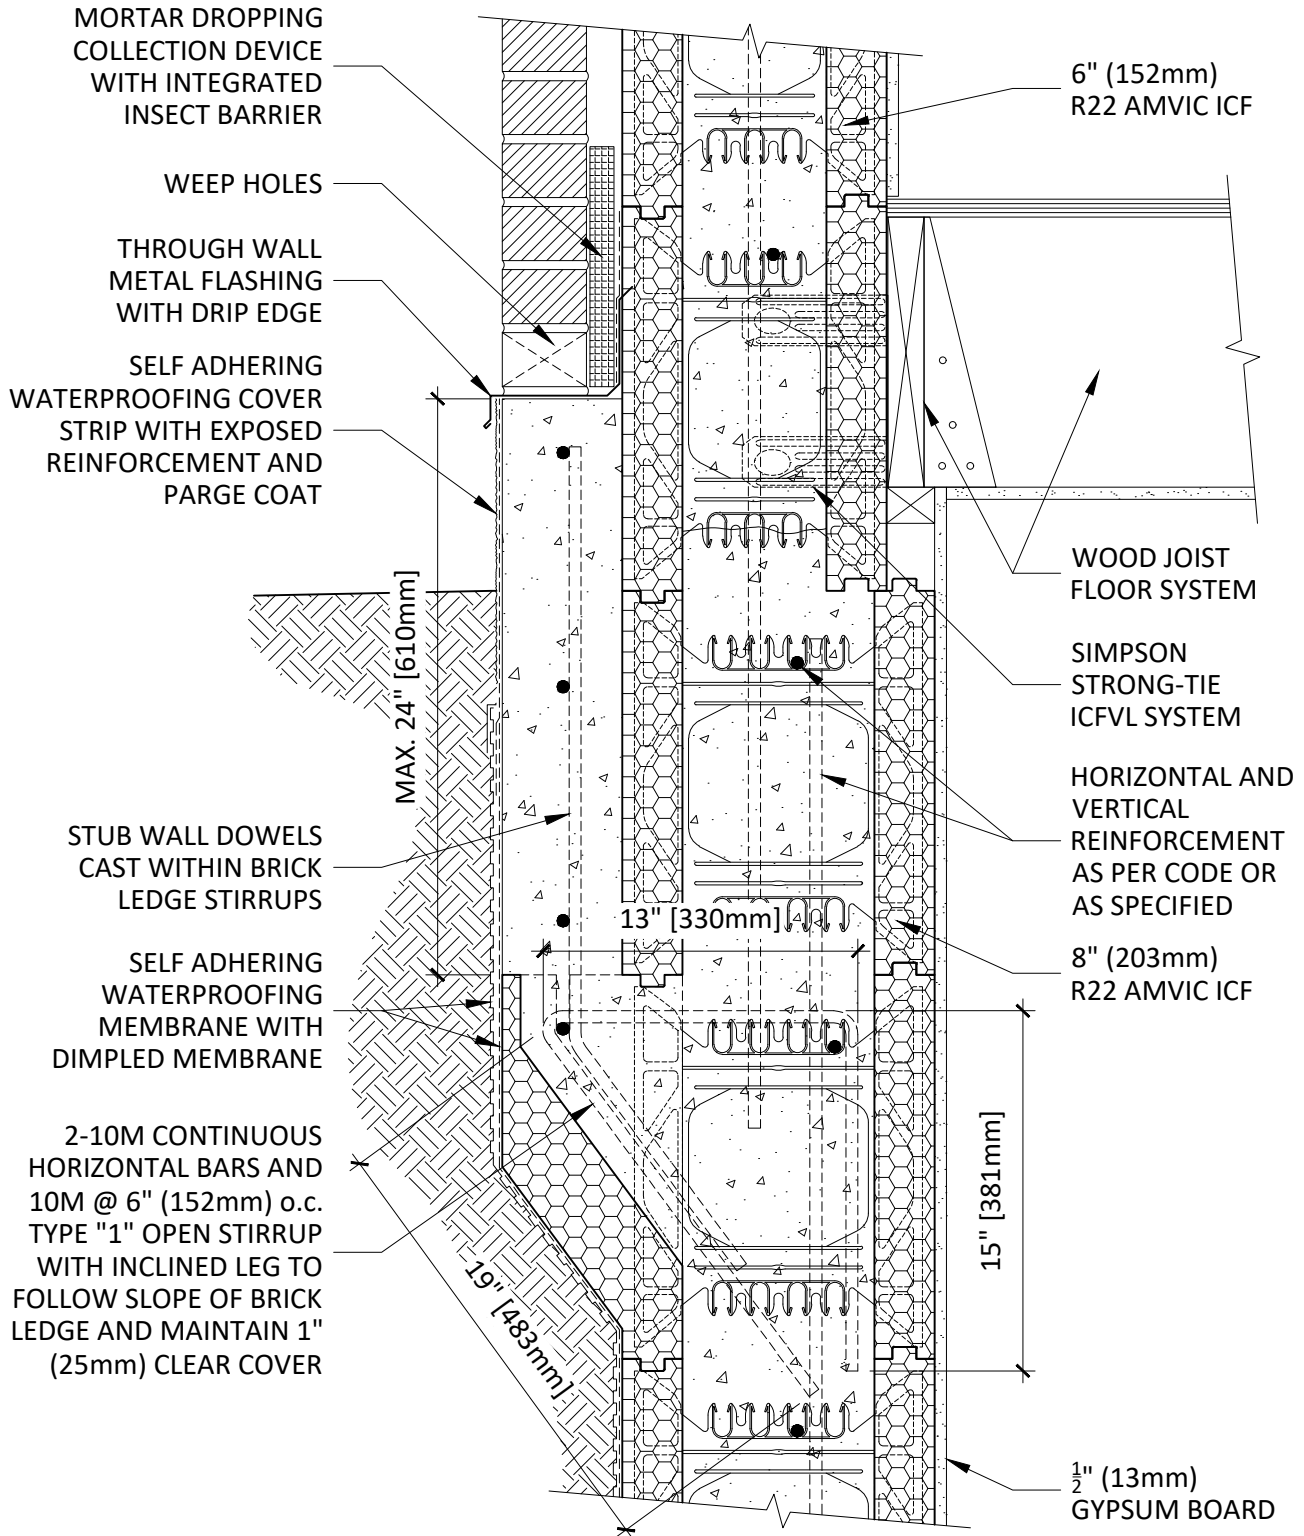 MORTAR DROPPING
COLLECTION DEVICE
WITH INTEGRATED
INSECT BARRIER
WEEP HOLES
THROUGH WALL
METAL FLASHING
WITH DRIP EDGE
SELF ADHERING
WATERPROOFING COVER
STRIP WITH EXPOSED
REINFORCEMENT AND
PARGE COAT
MAX. 24" [610mm]
STUB WALL DOWELS
CAST WITHIN BRICK
LEDGE STIRRUPS
SELF ADHERING
WATERPROOFING
MEMBRANE WITH
DIMPLED MEMBRANE
2-10M CONTINUOUS
HORIZONTAL BARS AND
10M @ 6" (152mm) o.c.
TYPE "1" OPEN STIRRUP
WITH INCLINED LEG TO
FOLLOW SLOPE OF BRICK
LEDGE AND MAINTAIN 1"
(25mm) CLEAR COVER
19" [483mm]
13" [330mm]
15" [381mm]
6" (152mm)
R22 AMVIC ICF
WOOD JOIST
FLOOR SYSTEM
SIMPSON
STRONG-TIE
ICFVL SYSTEM
HORIZONTAL AND
VERTICAL
REINFORCEMENT
AS PER CODE OR
AS SPECIFIED
8" (203mm)
R22 AMVIC ICF
½" (13mm)
GYPSUM BOARD